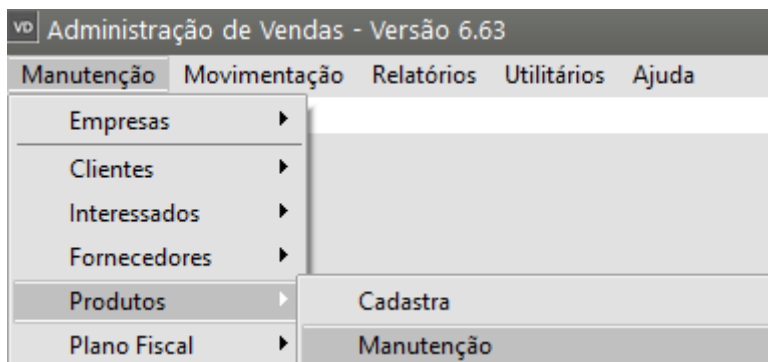 VD Administração de Vendas - Versão 6.63
Manutenção Movimentação Relatórios Utilitários Ajuda
Empresas
Clientes
Interessados
Fornecedores
Produtos Cadastra
Plano Fiscal Manutenção